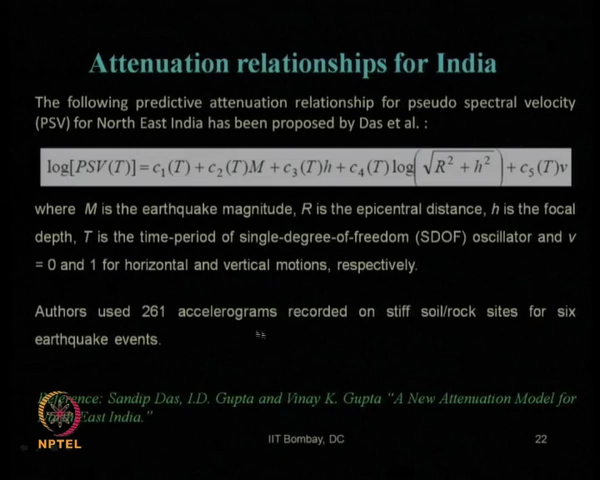 Attenuation relationships for India
The following predictive attenuation relationship for pseudo spectral velocity
(PSV) for North East India has been proposed by Das et al. :
log[PSV(T)]=c₁(T)+c₂(T)M+c₃(T)h+c₄(T)log(√R²+h²)+c₅(T)v
where M is the earthquake magnitude, R is the epicentral distance, h is the focal
depth, T is the time-period of single-degree-of-freedom (SDOF) oscillator and v
= 0 and 1 for horizontal and vertical motions, respectively.
Authors used 261 accelerograms recorded on stiff soil/rock sites for six
earthquake events.
Reference: Sandip Das, I.D. Gupta and Vinay K. Gupta "A New Attenuation Model for
East India."
NPTEL
IIT Bombay, DC
22